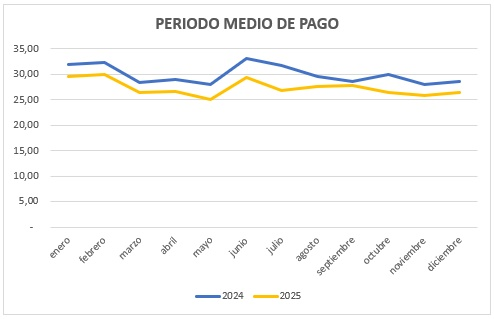 PERIODO MEDIO DE PAGO
35,00
30,00
25,00
20,00
15,00
10,00
5,00
-
enero
febrero
marzo
abril
mayo
junio
julio
agosto
septiembre
octubre
noviembre
diciembre
2024
2025